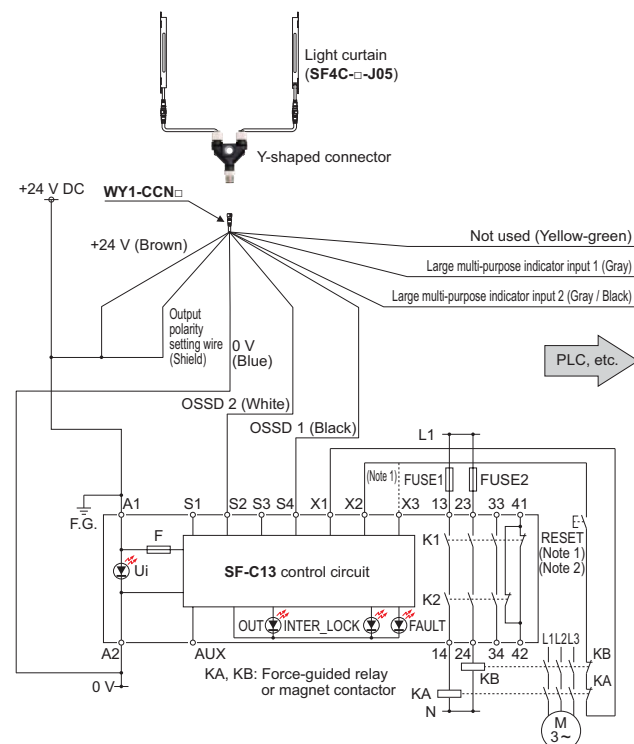 Light curtain
(SF4C-□-J05)
Y-shaped connector
+24 V DC
WY1-CCN□
+24 V (Brown)
Not used (Yellow-green)
Large multi-purpose indicator input 1 (Gray)
Large multi-purpose indicator input 2 (Gray / Black)
Output
polarity
setting wire
(Shield)
0 V
(Blue)
PLC, etc.
OSSD 2 (White)
OSSD 1 (Black)
L1
(Note 1)
FUSE1
FUSE2
A1
S1
S2
S3
S4
X1
X2
X3
13
23
33
41
F.G.
F
Ui
SF-C13 control circuit
K1
K2
RESET
(Note 1)
(Note 2)
OUT
INTER_LOCK
FAULT
A2
AUX
14
24
34
42
L1
L2
L3
KB
KA
KA, KB: Force-guided relay
or magnet contactor
KB
KA
0 V
N
M
3~